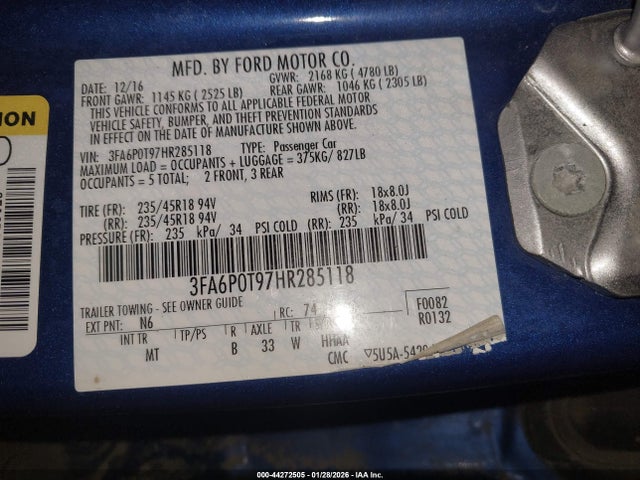 MFD. BY FORD MOTOR CO.
DATE: 12/16 GVWR: 2168 KG ( 4780 LB)
FRONT GAWR: 1145 KG ( 2525 LB) REAR GAWR: 1046 KG ( 2305 LB)
THIS VEHICLE CONFORMS TO ALL APPLICABLE FEDERAL MOTOR
VEHICLE SAFETY, BUMPER, AND THEFT PREVENTION STANDARDS
IN EFFECT ON THE DATE OF MANUFACTURE SHOWN ABOVE.
VIN: 3FA6P0T97HR285118 TYPE: Passenger Car
MAXIMUM LOAD = OCCUPANTS + LUGGAGE = 375KG/ 827LB
OCCUPANTS = 5 TOTAL; 2 FRONT, 3 REAR
TIRE (FR): 235/45R18 94V RIMS (FR): 18x8.0J
(RR): 235/45R18 94V (RR): 18x8.0J
PRESSURE (FR): 235 kPa/ 34 PSI COLD (RR): 235 kPa/ 34 PSI COLD
3FA6P0T97HR285118
TRAILER TOWING - SEE OWNER GUIDE
EXT PNT: N6 RC: 74 F0082
INT TR TP/PS R AXLE TR R0132
MT B 33 W HHAA
CMC ▽5U5A-5420
ION
000-44272505 - 01/28/2026 - IAA Inc.